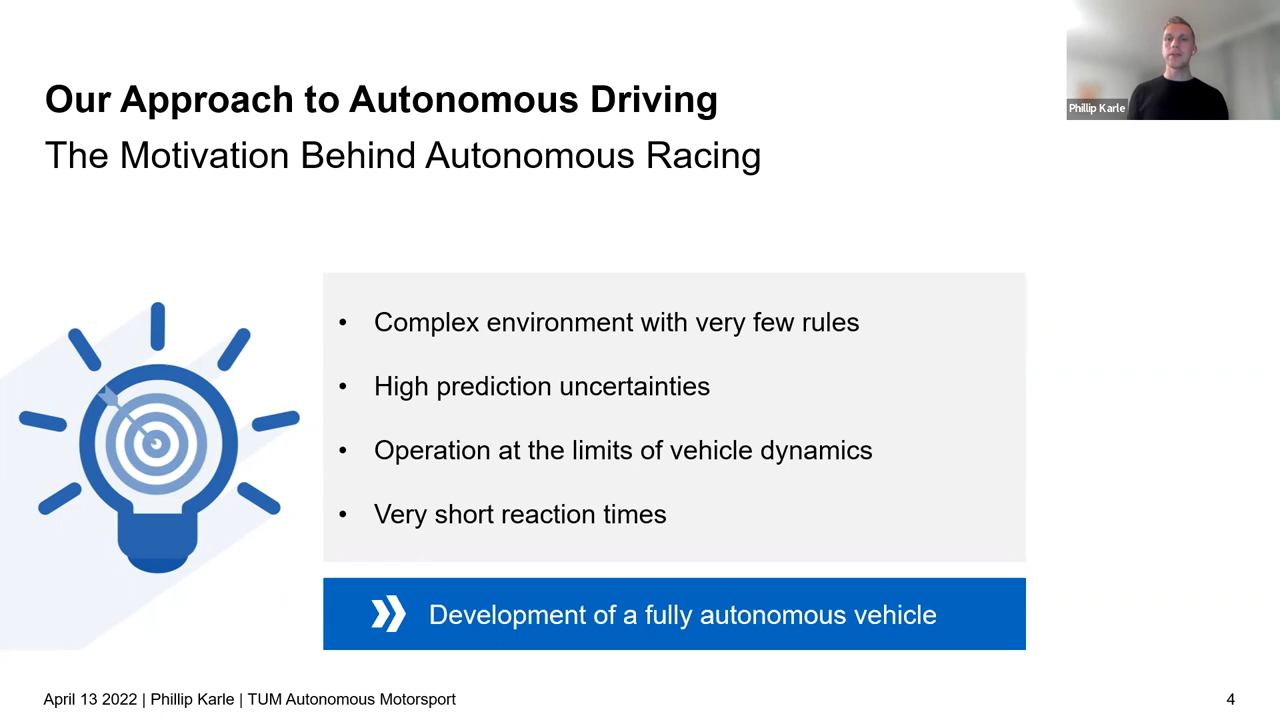 Our Approach to Autonomous Driving
The Motivation Behind Autonomous Racing
Phillip Karle
• Complex environment with very few rules
• High prediction uncertainties
• Operation at the limits of vehicle dynamics
• Very short reaction times
Development of a fully autonomous vehicle
April 13 2022 | Phillip Karle | TUM Autonomous Motorsport
4